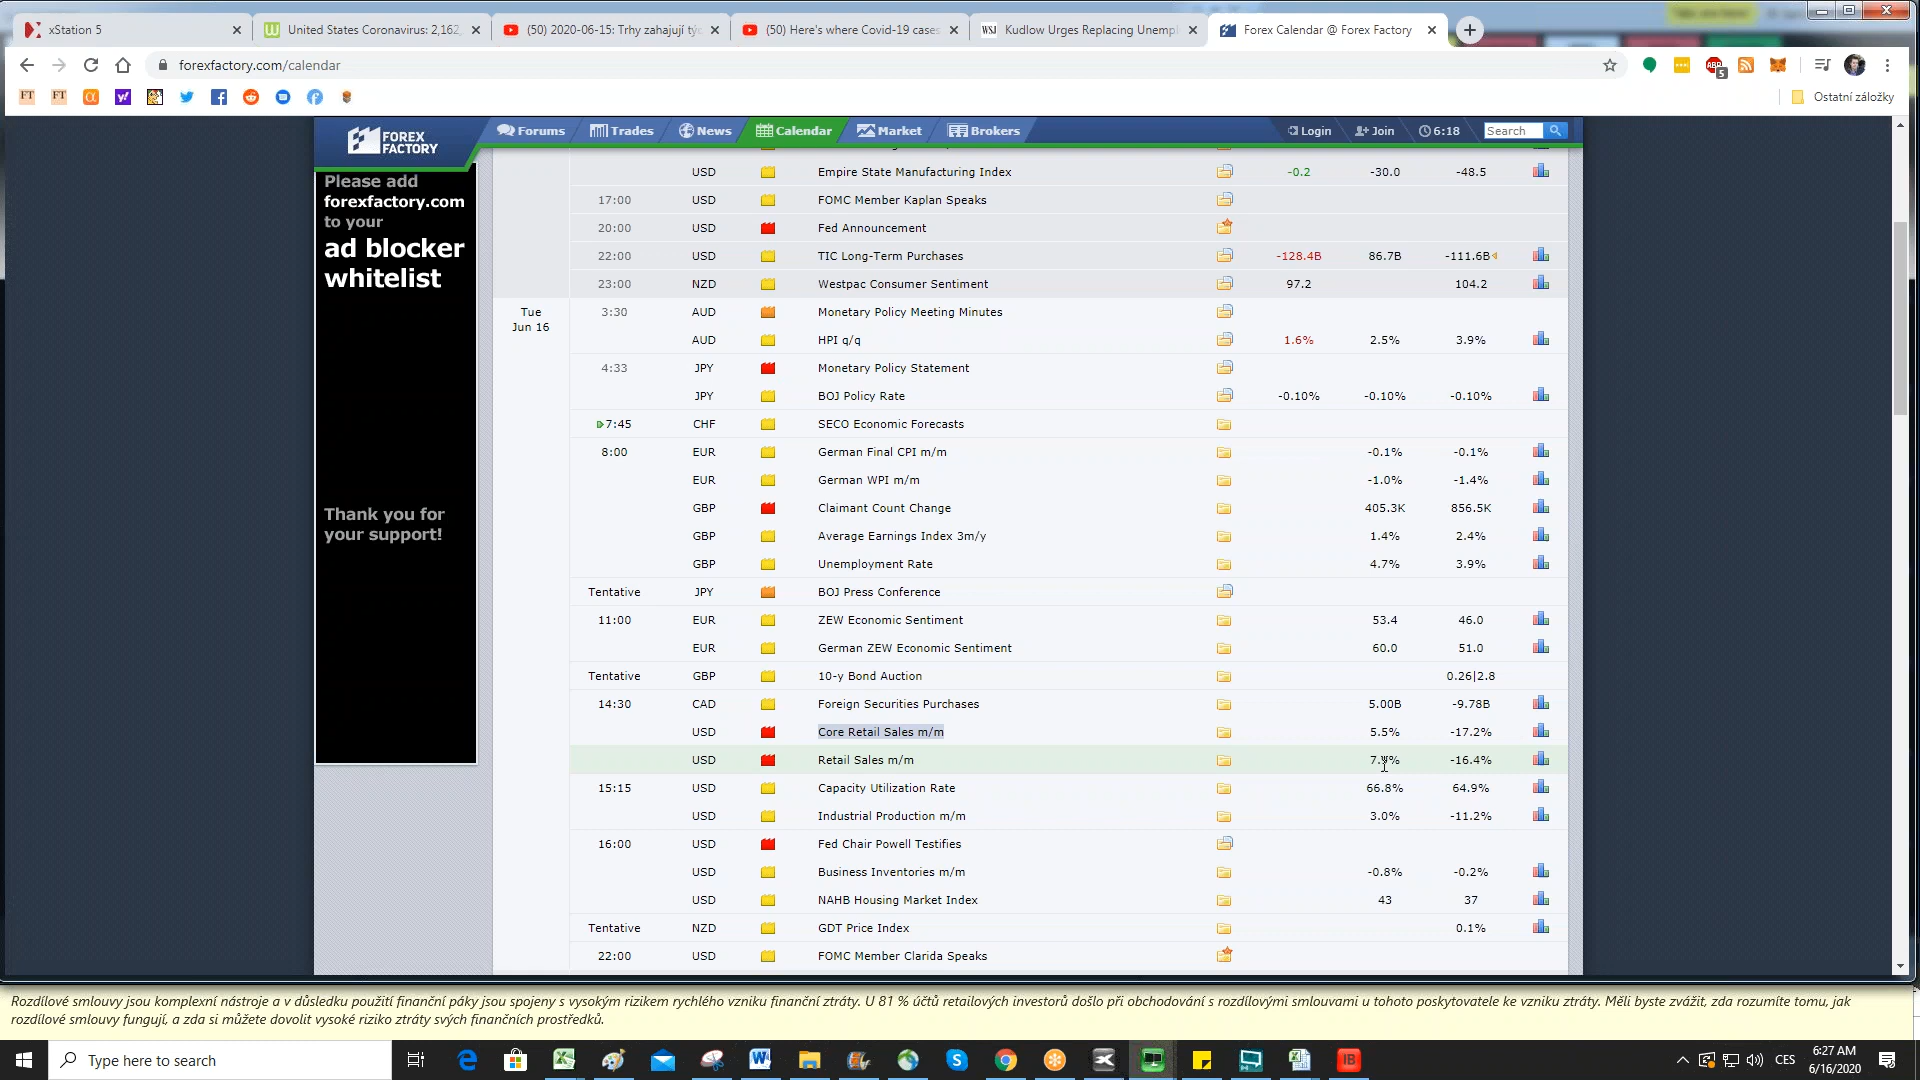 xStation 5
United States Coronavirus: 2,162,
(50) 2020-06-15: Trhy zahajují tý
(50) Here's where Covid-19 cases
WSJ Kudlow Urges Replacing Unempl
Forex Calendar @ Forex Factory
forexfactory.com/calendar
ABP 5
FT FT
Ostatní záložky
FOREX FACTORY
Forums Trades News Calendar Market Brokers Login Join 6:18 Search
Please add
forexfactory.com
to your
ad blocker
whitelist
Thank you for
your support!
USD Empire State Manufacturing Index -0.2 -30.0 -48.5
17:00 USD FOMC Member Kaplan Speaks
20:00 USD Fed Announcement
22:00 USD TIC Long-Term Purchases -128.4B 86.7B -111.6B
23:00 NZD Westpac Consumer Sentiment 97.2 104.2
Tue Jun 16
3:30 AUD Monetary Policy Meeting Minutes
AUD HPI q/q 1.6% 2.5% 3.9%
4:33 JPY Monetary Policy Statement
JPY BOJ Policy Rate -0.10% -0.10% -0.10%
7:45 CHF SECO Economic Forecasts
8:00 EUR German Final CPI m/m -0.1% -0.1%
EUR German WPI m/m -1.0% -1.4%
GBP Claimant Count Change 405.3K 856.5K
GBP Average Earnings Index 3m/y 1.4% 2.4%
GBP Unemployment Rate 4.7% 3.9%
Tentative JPY BOJ Press Conference
11:00 EUR ZEW Economic Sentiment 53.4 46.0
EUR German ZEW Economic Sentiment 60.0 51.0
Tentative GBP 10-y Bond Auction 0.26|2.8
14:30 CAD Foreign Securities Purchases 5.00B -9.78B
USD Core Retail Sales m/m 5.5% -17.2%
USD Retail Sales m/m -16.4%
15:15 USD Capacity Utilization Rate 66.8% 64.9%
USD Industrial Production m/m 3.0% -11.2%
16:00 USD Fed Chair Powell Testifies
USD Business Inventories m/m -0.8% -0.2%
USD NAHB Housing Market Index 43 37
Tentative NZD GDT Price Index 0.1%
22:00 USD FOMC Member Clarida Speaks
Rozdílové smlouvy jsou komplexní nástroje a v důsledku použití finanční páky jsou spojeny s vysokým rizikem rychlého vzniku finanční ztráty. U 81 % účtů retailových investorů došlo při obchodování s rozdílovými smlouvami u tohoto poskytovatele ke vzniku ztráty. Měli byste zvážit, zda rozumíte tomu, jak
rozdílové smlouvy fungují, a zda si můžete dovolit vysoké riziko ztráty svých finančních prostředků.
Type here to search
IB
CES
6:27 AM
6/16/2020